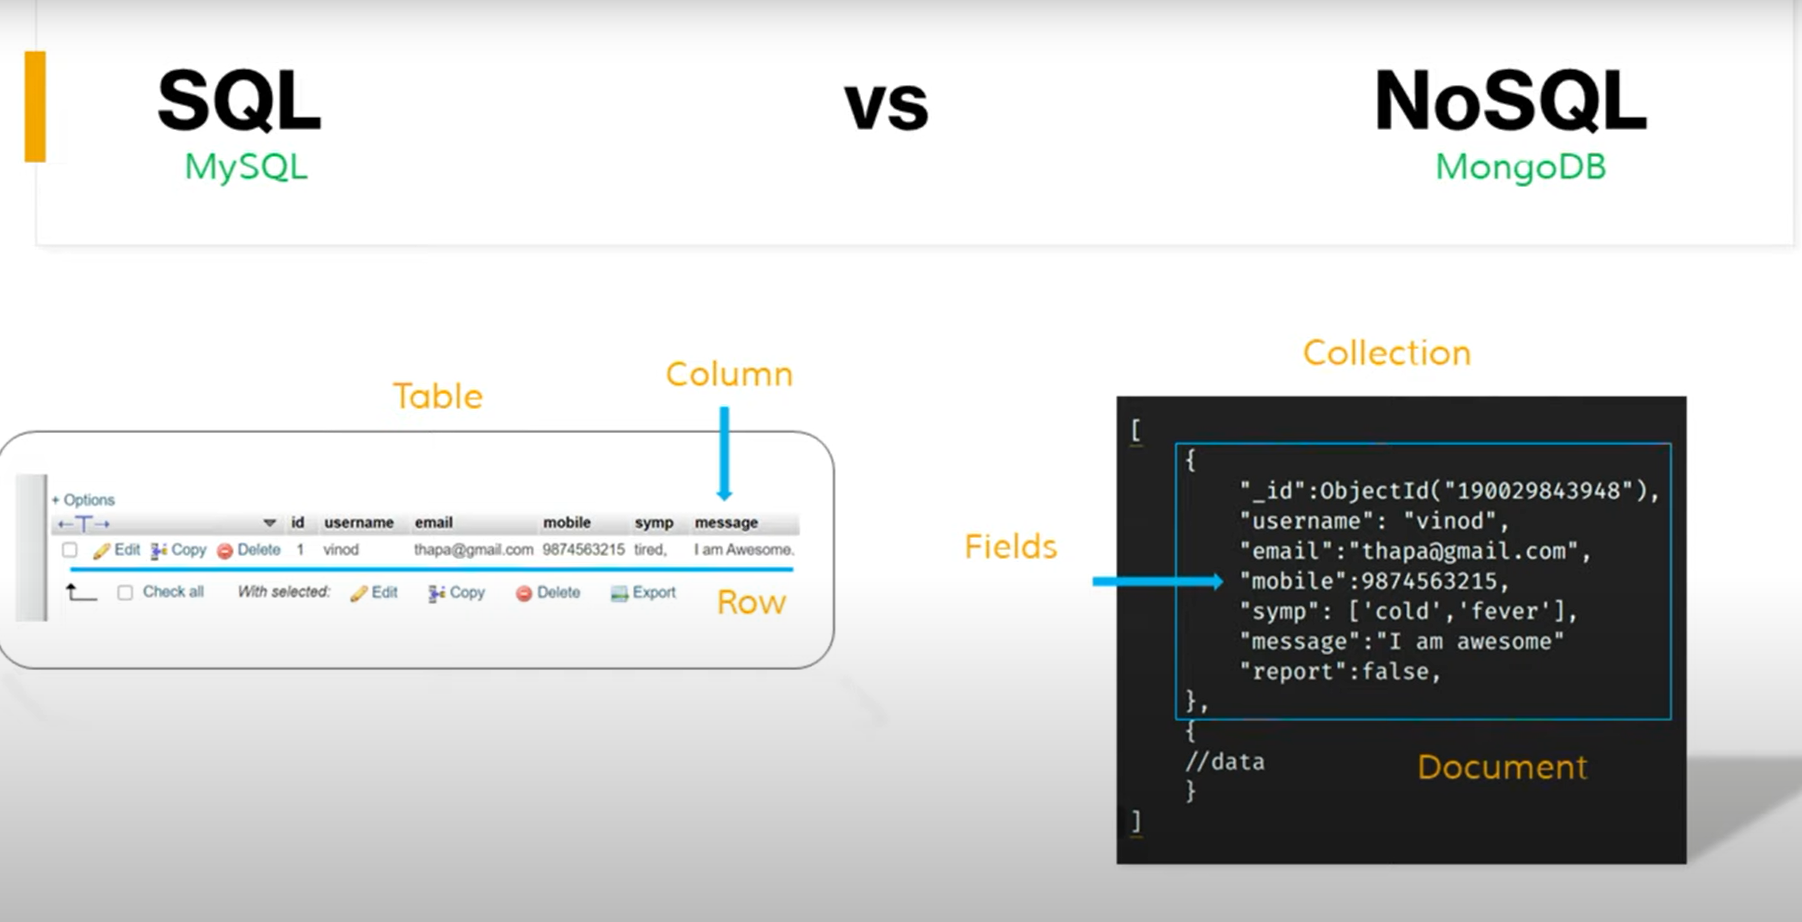 SQL
vs
NoSQL
MySQL
MongoDB
Table
Column
+ Options
←T→ ▼ id username email mobile symp message
Edit Copy Delete 1 vinod thapa@gmail.com 9874563215 tired, I am Awesome.
Check all With selected: Edit Copy Delete Export
Row
Collection
Fields
[
{
"_id":ObjectId("190029843948"),
"username": "vinod",
"email":"thapa@gmail.com",
"mobile":9874563215,
"symp": ['cold','fever'],
"message":"I am awesome"
"report":false,
},
{
//data
}
]
Document